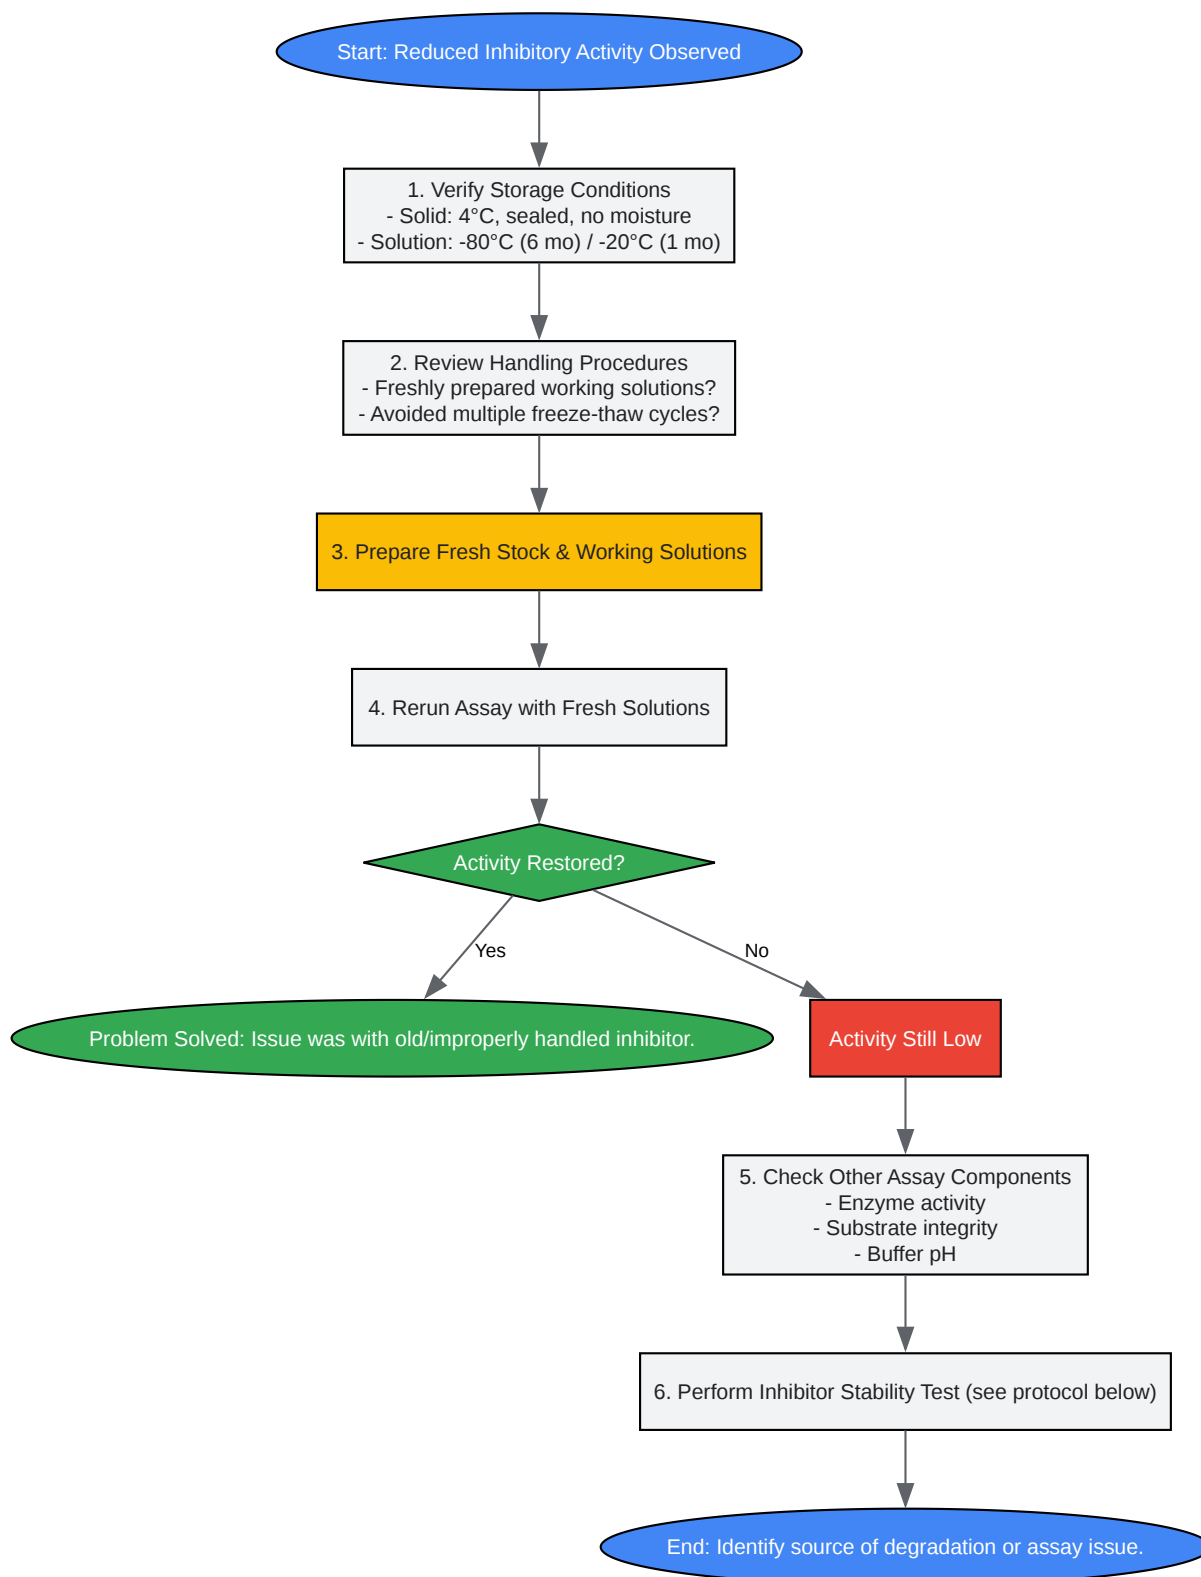 Start: Reduced Inhibitory Activity Observed
1. Verify Storage Conditions
- Solid: 4°C, sealed, no moisture
- Solution: -80°C (6 mo) / -20°C (1 mo)
2. Review Handling Procedures
- Freshly prepared working solutions?
- Avoided multiple freeze-thaw cycles?
3. Prepare Fresh Stock & Working Solutions
4. Rerun Assay with Fresh Solutions
Activity Restored?
Yes
No
Problem Solved: Issue was with old/improperly handled inhibitor.
Activity Still Low
5. Check Other Assay Components
- Enzyme activity
- Substrate integrity
- Buffer pH
6. Perform Inhibitor Stability Test (see protocol below)
End: Identify source of degradation or assay issue.